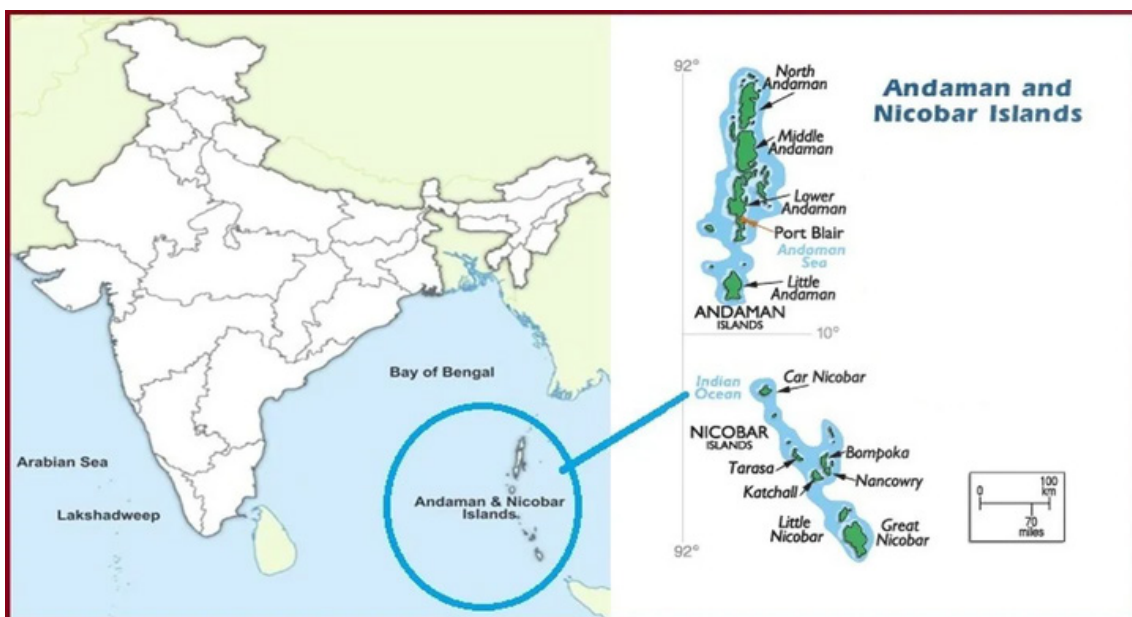 Bay of Bengal
Arabian Sea
Lakshadweep
Andaman & Nicobar
Islands
Andaman and
Nicobar Islands
92°
North
Andaman
Middle
Andaman
Lower
Andaman
Port Blair
Andaman
Sea
Little
Andaman
ANDAMAN
ISLANDS
10°
Indian
Ocean
Car Nicobar
NICOBAR
ISLANDS
Tarasa
Bompoka
Katchall
Nancowry
Little
Nicobar
Great
Nicobar
92°
0
100
km
70
miles